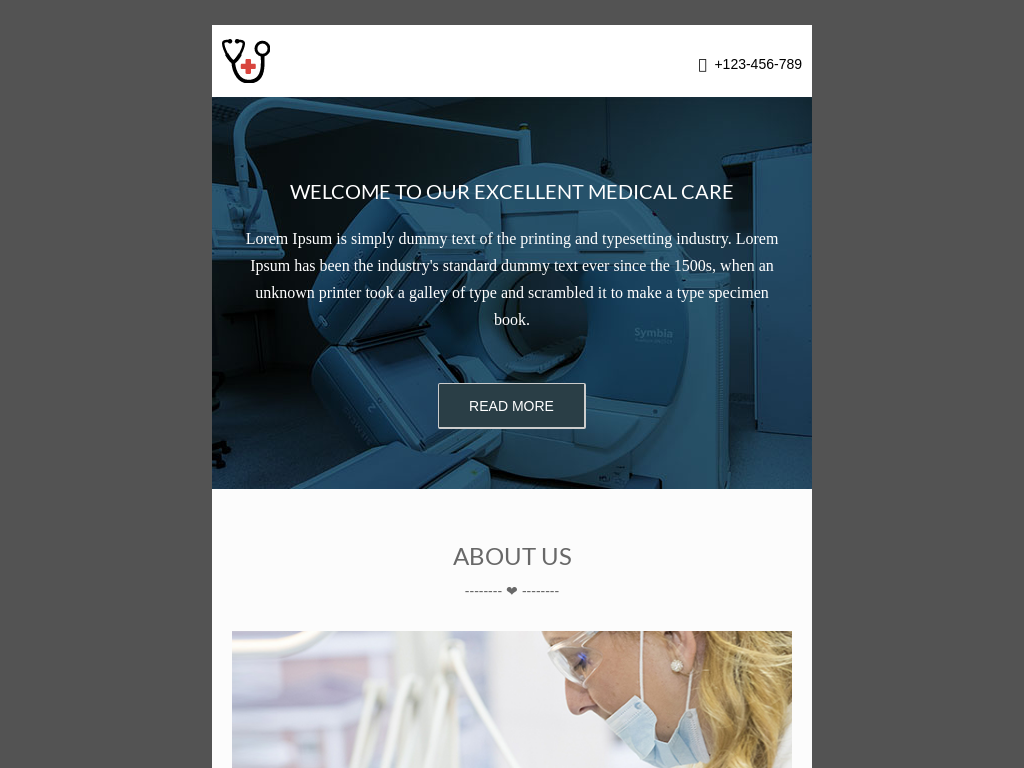 +123-456-789
WELCOME TO OUR EXCELLENT MEDICAL CARE
Lorem Ipsum is simply dummy text of the printing and typesetting industry. Lorem
Ipsum has been the industry's standard dummy text ever since the 1500s, when an
unknown printer took a galley of type and scrambled it to make a type specimen
book.
Symbia
READ MORE
ABOUT US
-------- ❤ --------